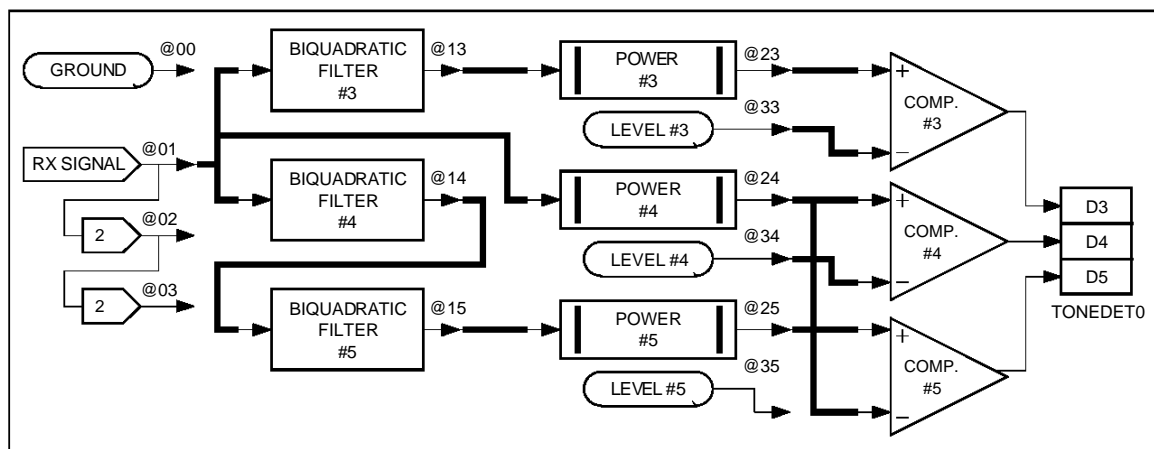 @00
GROUND
BIQUADRATIC
FILTER
#3
@13
POWER
#3
@23
+
−
COMP.
#3
LEVEL #3
@33
RX SIGNAL
@01
BIQUADRATIC
FILTER
#4
@14
POWER
#4
@24
+
−
COMP.
#4
D3
D4
D5
TONEDET0
2
@02
LEVEL #4
@34
2
@03
BIQUADRATIC
FILTER
#5
@15
POWER
#5
@25
+
−
COMP.
#5
LEVEL #5
@35